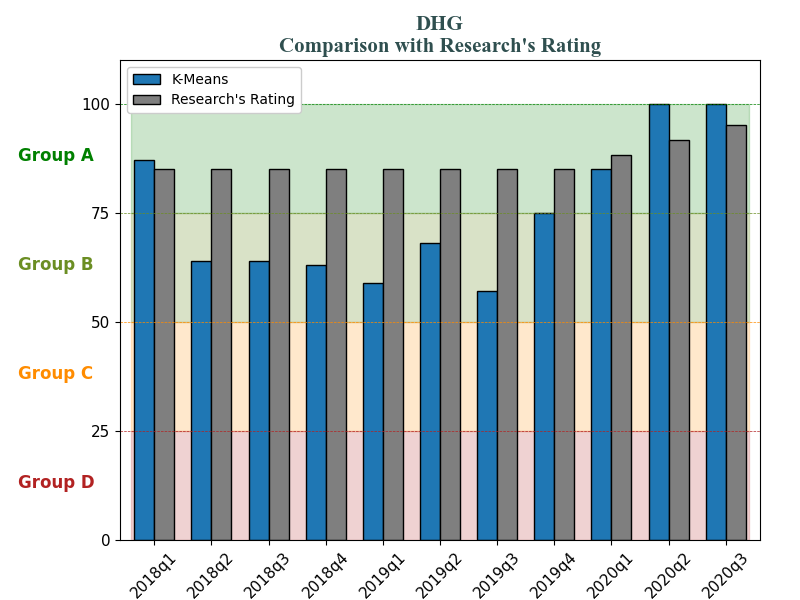 DHG
Comparison with Research's Rating
K-Means
Research's Rating
100
Group A
75
Group B
50
Group C
25
Group D
0
2018q1 2018q2 2018q3 2018q4 2019q1 2019q2 2019q3 2019q4 2020q1 2020q2 2020q3